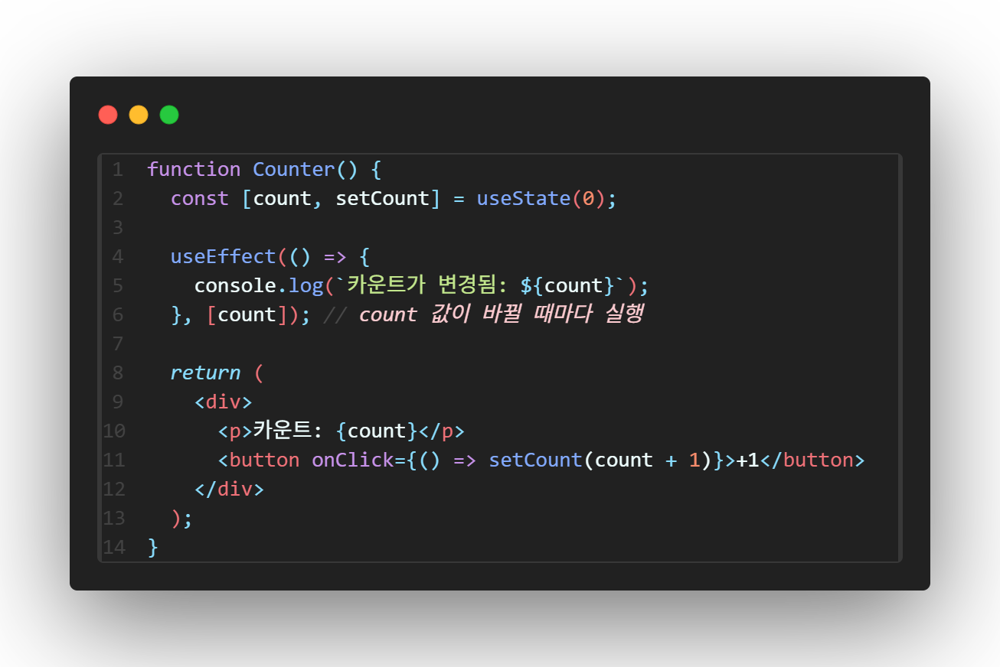 1 function Counter() {
2   const [count, setCount] = useState(0);
3
4   useEffect(() => {
5     console.log(`카운트가 변경됨: ${count}`);
6   }, [count]); // count 값이 바뀔 때마다 실행
7
8   return (
9     <div>
10       <p>카운트: {count}</p>
11       <button onClick={() => setCount(count + 1)}>+1</button>
12     </div>
13   );
14 }